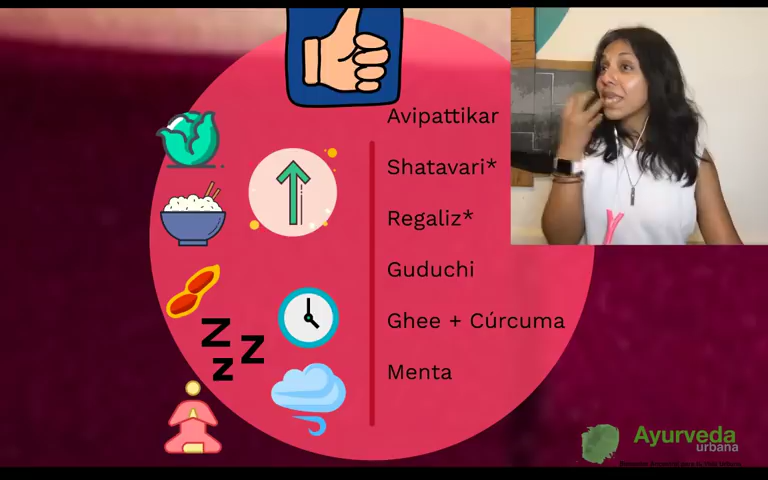 Avipattikar
Shatavari*
Regaliz*
Guduchi
Ghee + Cúrcuma
Menta
Z
Z
Z
Ayurveda
urbana